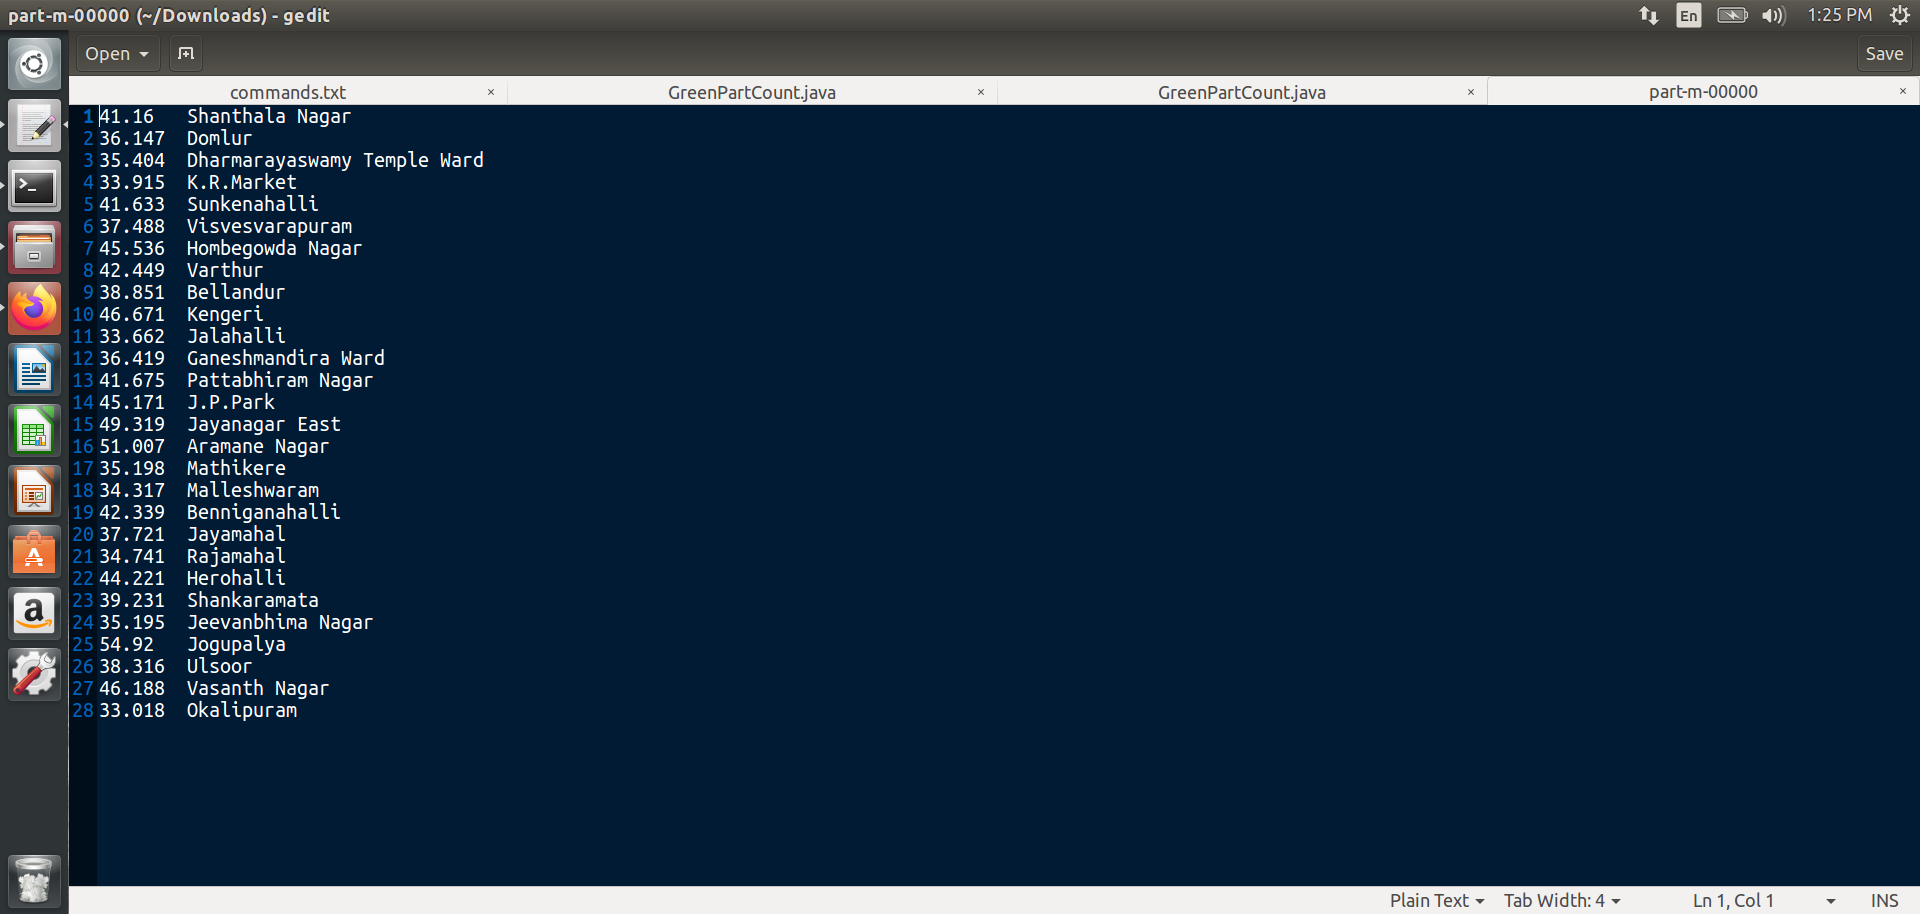 part-m-00000 (~/Downloads) - gedit
En
1:25 PM
Open
Save
commands.txt
GreenPartCount.java
GreenPartCount.java
part-m-00000
1 41.16 Shanthala Nagar
2 36.147 Domlur
3 35.404 Dharmarayaswamy Temple Ward
4 33.915 K.R.Market
5 41.633 Sunkenahalli
6 37.488 Visvesvarapuram
7 45.536 Hombegowda Nagar
8 42.449 Varthur
9 38.851 Bellandur
10 46.671 Kengeri
11 33.662 Jalahalli
12 36.419 Ganeshmandira Ward
13 41.675 Pattabhiram Nagar
14 45.171 J.P.Park
15 49.319 Jayanagar East
16 51.007 Aramane Nagar
17 35.198 Mathikere
18 34.317 Malleshwaram
19 42.339 Benniganahalli
20 37.721 Jayamahal
21 34.741 Rajamahal
22 44.221 Herohalli
23 39.231 Shankaramata
24 35.195 Jeevanbhima Nagar
25 54.92 Jogupalya
26 38.316 Ulsoor
27 46.188 Vasanth Nagar
28 33.018 Okalipuram
Plain Text
Tab Width: 4
Ln 1, Col 1
INS